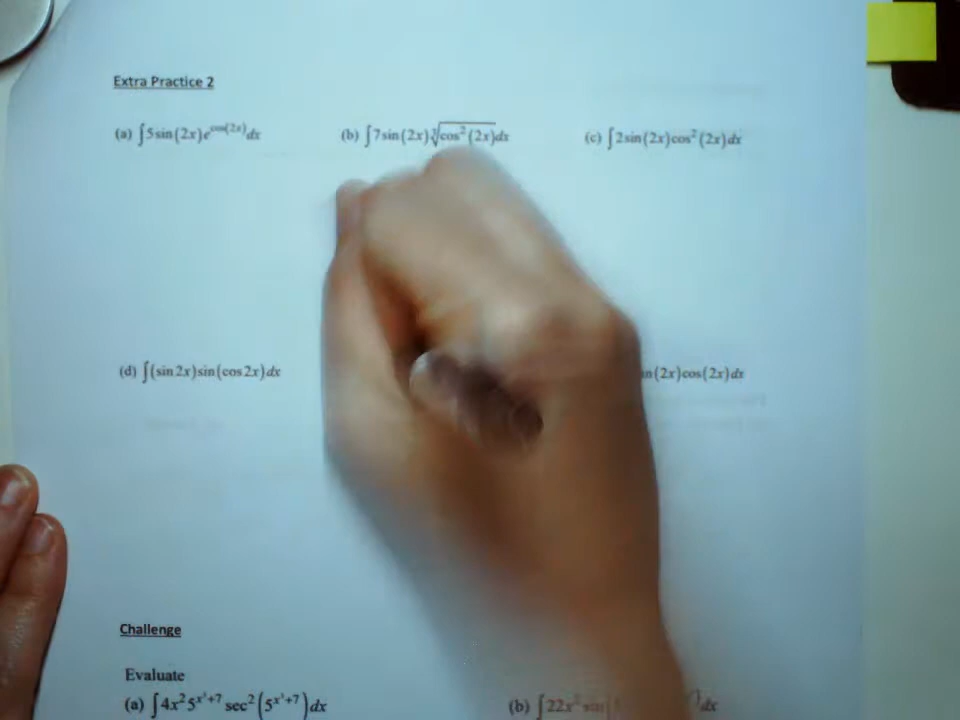 Extra Practice 2
(a) ∫5sin(2x)e^cos(2x) dx (b) ∫7sin(2x)∛cos²(2x)dx (c) ∫2sin(2x)cos²(2x)dx
(d) ∫(sin 2x)sin(cos 2x)dx n(2x)cos(2x)dx
Challenge
Evaluate
(a) ∫4x²5^(x³+7) sec²(5^(x³+7))dx (b) ∫22x dx